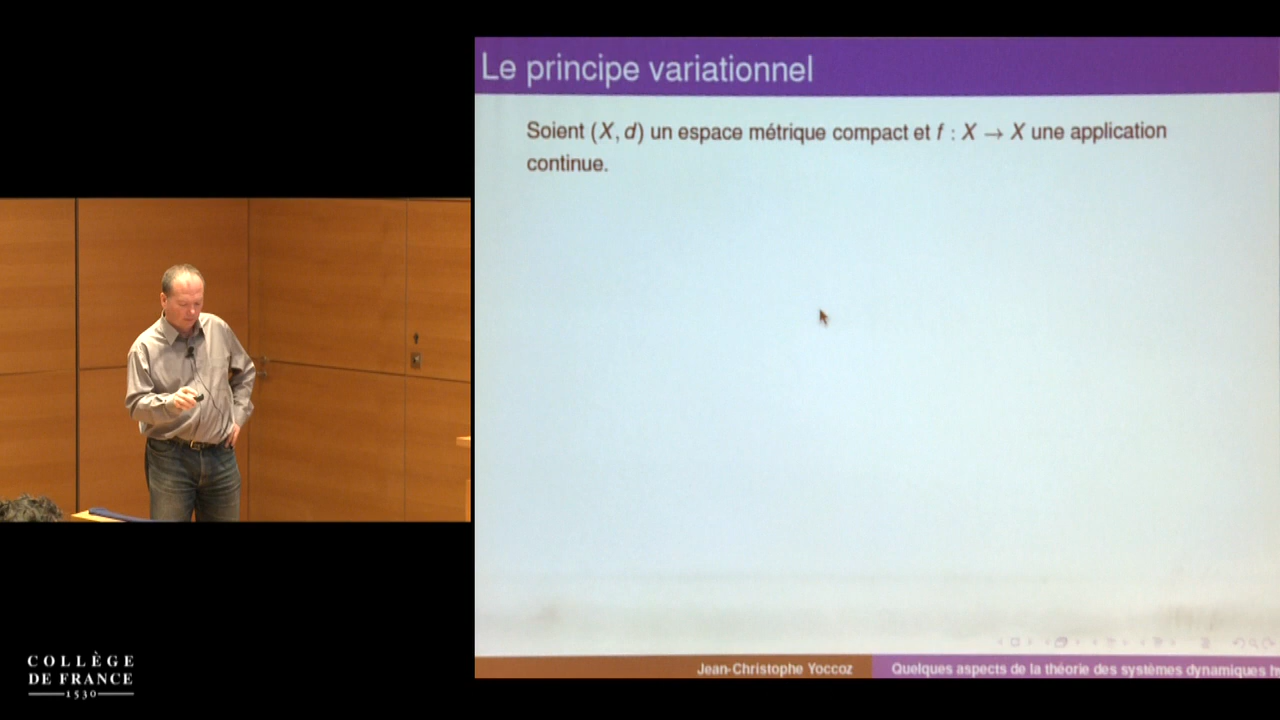 Le principe variationnel
Soient (X, d) un espace métrique compact et f : X → X une application
continue.
Jean-Christophe Yoccoz
Quelques aspects de la théorie des systèmes dynamiques
COLLÈGE
DE FRANCE
1530